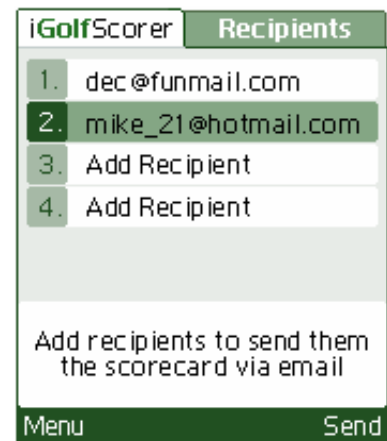 iGolfScorer Recipients
1. dec@funmail.com
2. mike_21@hotmail.com
3. Add Recipient
4. Add Recipient
Add recipients to send them
the scorecard via email
Menu Send